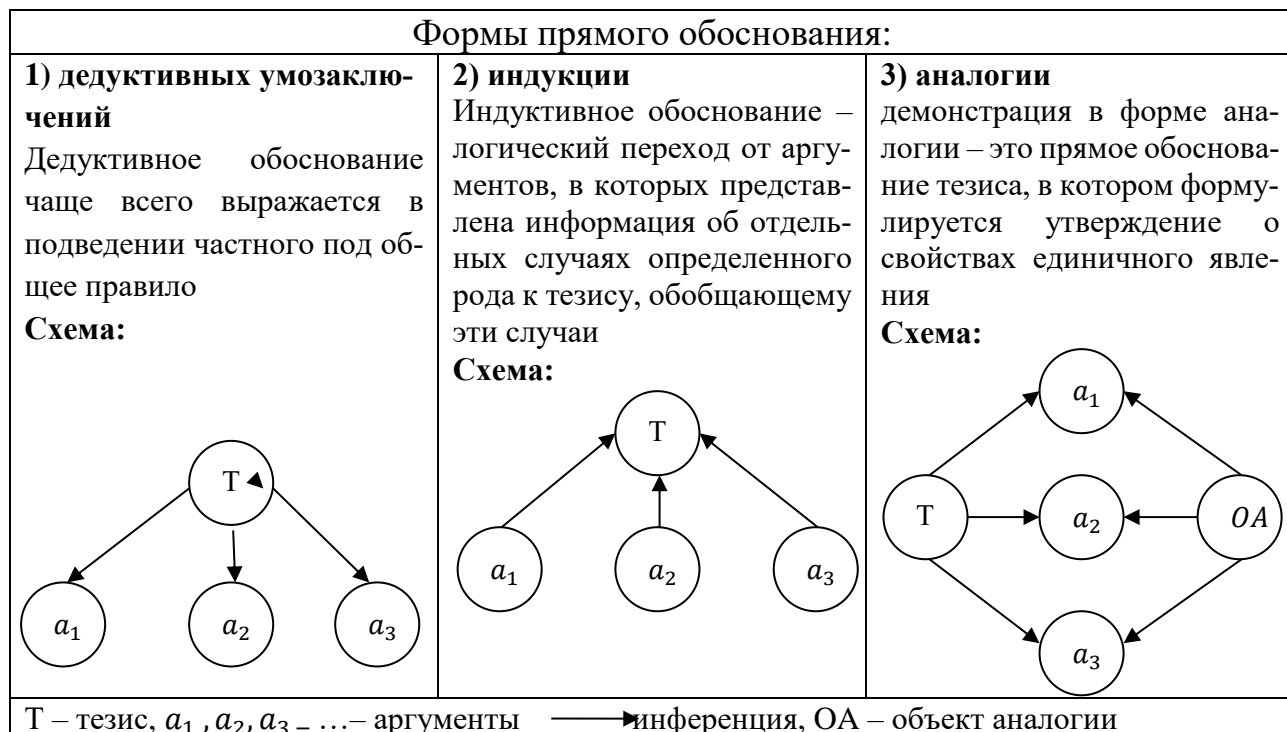 Формы прямого обоснования:
1) дедуктивных умозаклю-
чений
Дедуктивное обоснование
чаще всего выражается в
подведении частного под об-
щее правило
Схема:
T
a₁
a₂
a₃
2) индукции
Индуктивное обоснование –
логический переход от аргу-
ментов, в которых представ-
лена информация об отдель-
ных случаях определенного
рода к тезису, обобщающему
эти случаи
Схема:
T
a₁
a₂
a₃
3) аналогии
демонстрация в форме ана-
логии – это прямое обоснова-
ние тезиса, в котором форму-
лируется утверждение о
свойствах единичного явле-
ния
Схема:
a₁
T
a₂
OA
a₃
Т – тезис, a₁, a₂, a₃ – …– аргументы инференция, ОА – объект аналогии